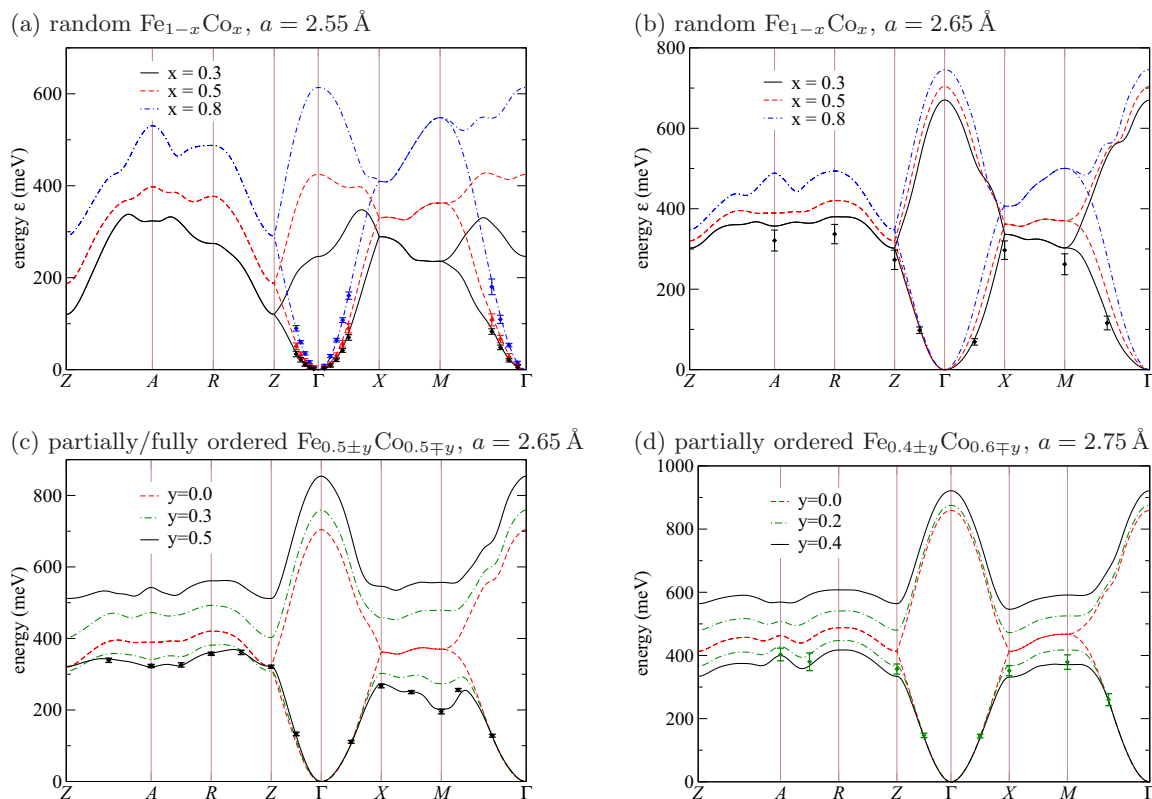 (a) random Fe₁₋ₓCoₓ, a = 2.55 Å
energy ε (meV)
600
400
200
0
x = 0.3
x = 0.5
x = 0.8
Z A R Z Γ X M Γ
(b) random Fe₁₋ₓCoₓ, a = 2.65 Å
energy ε (meV)
800
600
400
200
0
x = 0.3
x = 0.5
x = 0.8
Z A R Z Γ X M Γ
(c) partially/fully ordered Fe₀.₅±yCo₀.₅∓y, a = 2.65 Å
energy (meV)
800
600
400
200
0
y=0.0
y=0.3
y=0.5
Z A R Z Γ X M Γ
(d) partially ordered Fe₀.₄±yCo₀.₆∓y, a = 2.75 Å
energy (meV)
1000
800
600
400
200
0
y=0.0
y=0.2
y=0.4
Z A R Z Γ X M Γ